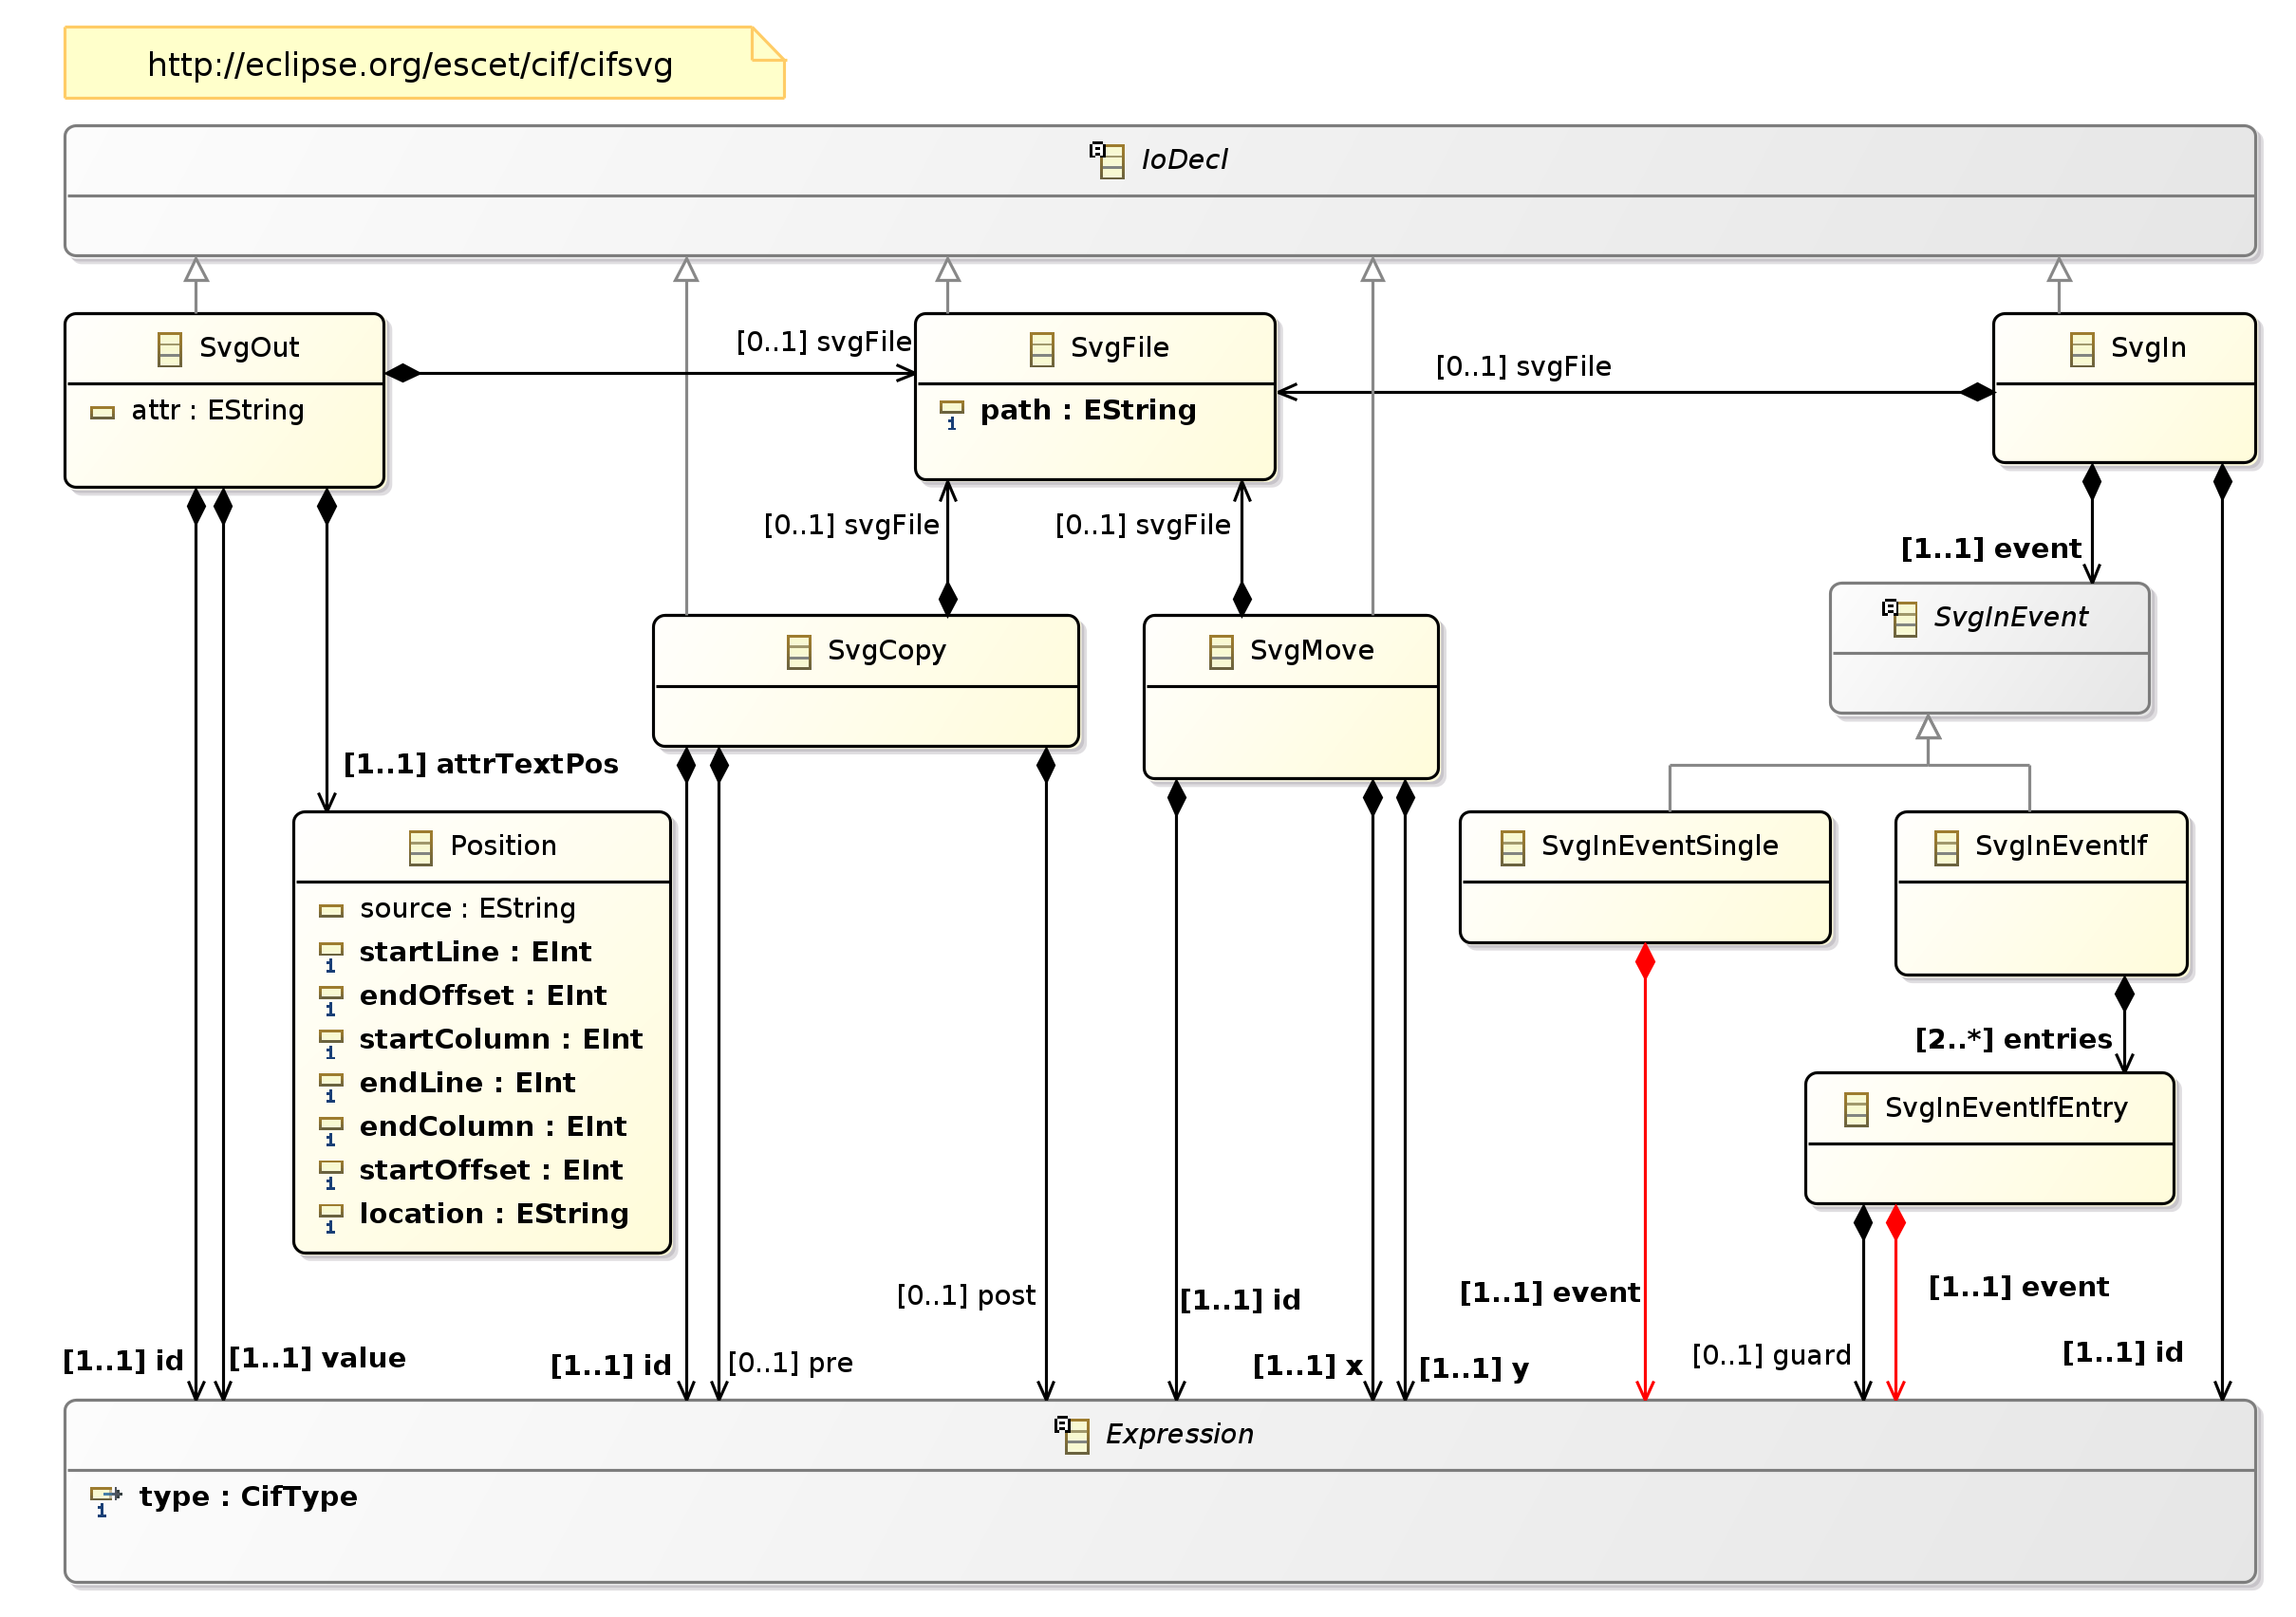 http://eclipse.org/escet/cif/cifsvg
IoDecl
SvgOut
attr : EString
[0..1] svgFile
SvgFile
path : EString
[0..1] svgFile
SvgIn
[0..1] svgFile
[0..1] svgFile
[1..1] event
SvgInEvent
SvgCopy
SvgMove
[1..1] attrTextPos
Position
source : EString
startLine : EInt
endOffset : EInt
startColumn : EInt
endLine : EInt
endColumn : EInt
startOffset : EInt
location : EString
SvgInEventSingle
SvgInEventIf
[2..*] entries
SvgInEventIfEntry
[1..1] id
[1..1] value
[1..1] id
[0..1] pre
[0..1] post
[1..1] id
[1..1] x
[1..1] y
[1..1] event
[0..1] guard
[1..1] event
[1..1] id
Expression
type : CifType